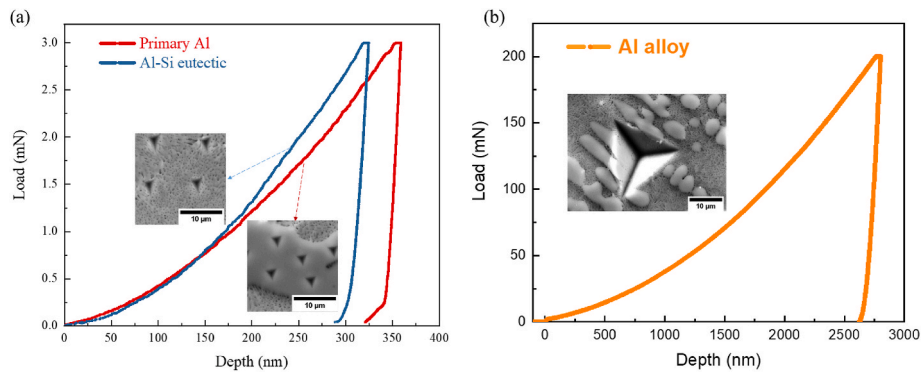 (a)
Primary Al
Al-Si eutectic
Load (mN)
3.0
2.5
2.0
1.5
1.0
0.5
0.0
10 μm
10 μm
0 50 100 150 200 250 300 350 400
Depth (nm)
(b)
Al alloy
Load (mN)
200
150
100
50
0
10 μm
0 500 1000 1500 2000 2500 3000
Depth (nm)